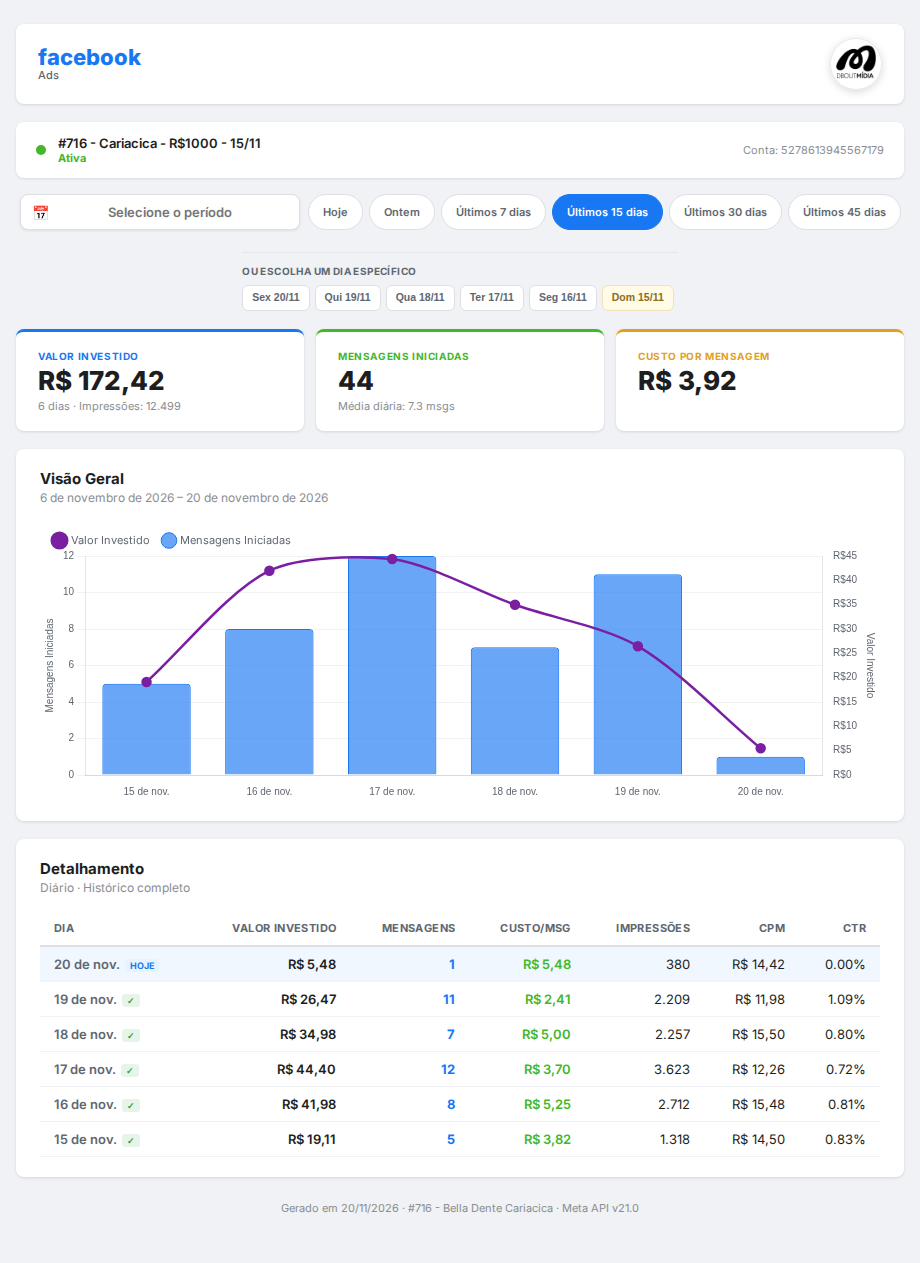 facebook
Ads
DBOUTMÍDIA
#716 - Cariacica - R$1000 - 15/11
Ativa
Conta: 5278613945567179
Selecione o período
Hoje
Ontem
Últimos 7 dias
Últimos 15 dias
Últimos 30 dias
Últimos 45 dias
OU ESCOLHA UM DIA ESPECÍFICO
Sex 20/11
Qui 19/11
Qua 18/11
Ter 17/11
Seg 16/11
Dom 15/11
VALOR INVESTIDO
R$ 172,42
6 dias · Impressões: 12.499
MENSAGENS INICIADAS
44
Média diária: 7.3 msgs
CUSTO POR MENSAGEM
R$ 3,92
Visão Geral
6 de novembro de 2026 – 20 de novembro de 2026
Valor Investido
Mensagens Iniciadas
12
10
8
6
4
2
0
Mensagens Iniciadas
R$45
R$40
R$35
R$30
R$25
R$20
R$15
R$10
R$5
R$0
Valor Investido
15 de nov.
16 de nov.
17 de nov.
18 de nov.
19 de nov.
20 de nov.
Detalhamento
Diário · Histórico completo
DIA VALOR INVESTIDO MENSAGENS CUSTO/MSG IMPRESSÕES CPM CTR
20 de nov. HOJE R$ 5,48 1 R$ 5,48 380 R$ 14,42 0.00%
19 de nov. ✓ R$ 26,47 11 R$ 2,41 2.209 R$ 11,98 1.09%
18 de nov. ✓ R$ 34,98 7 R$ 5,00 2.257 R$ 15,50 0.80%
17 de nov. ✓ R$ 44,40 12 R$ 3,70 3.623 R$ 12,26 0.72%
16 de nov. ✓ R$ 41,98 8 R$ 5,25 2.712 R$ 15,48 0.81%
15 de nov. ✓ R$ 19,11 5 R$ 3,82 1.318 R$ 14,50 0.83%
Gerado em 20/11/2026 · #716 - Bella Dente Cariacica · Meta API v21.0